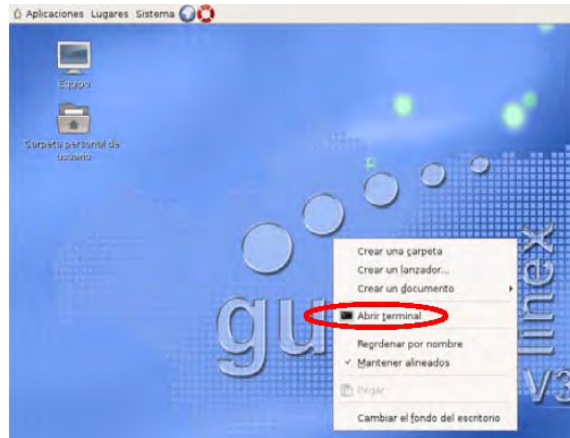 Aplicaciones Lugares Sistema
Equipo
Carpeta personal de
usuario
Crear una carpeta
Crear un lanzador...
Crear un documento
Abrir terminal
Reordenar por nombre
Mantener alineados
Pegar
Cambiar el fondo del escritorio
gu
linex
V3